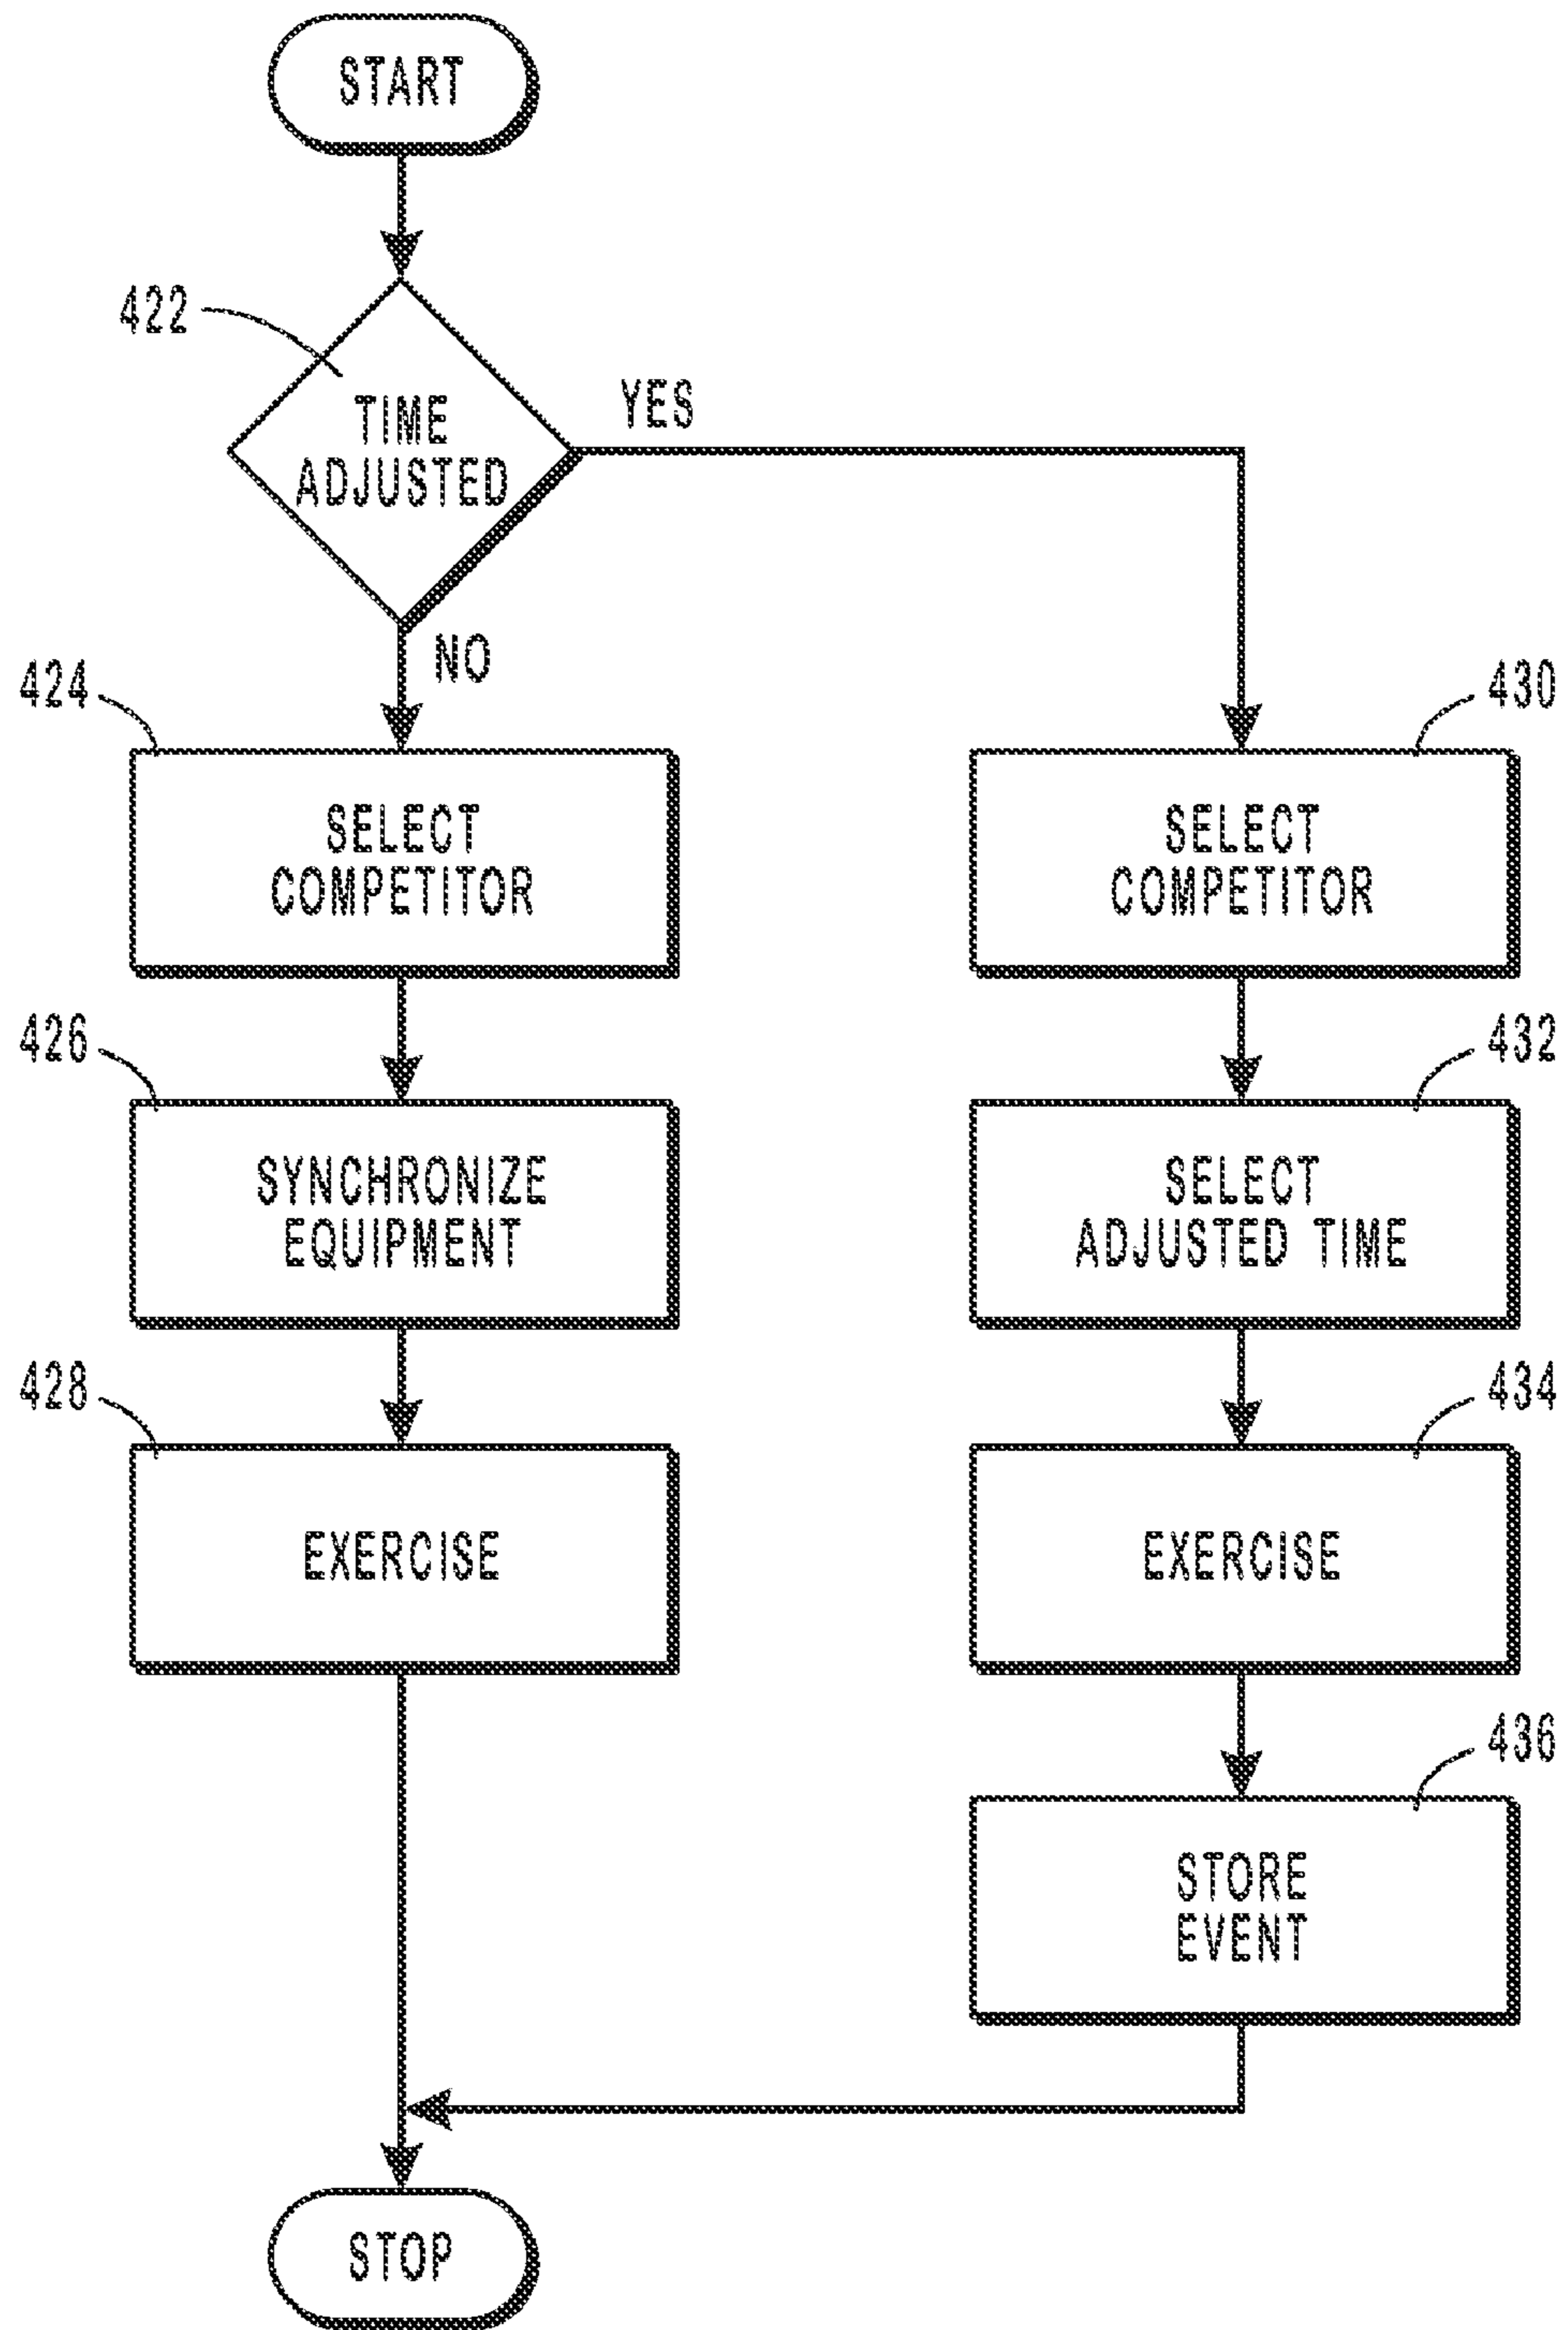 START
422
TIME
ADJUSTED
YES
NO
424
SELECT
COMPETITOR
430
SELECT
COMPETITOR
426
SYNCHRONIZE
EQUIPMENT
432
SELECT
ADJUSTED TIME
428
EXERCISE
434
EXERCISE
436
STORE
EVENT
STOP